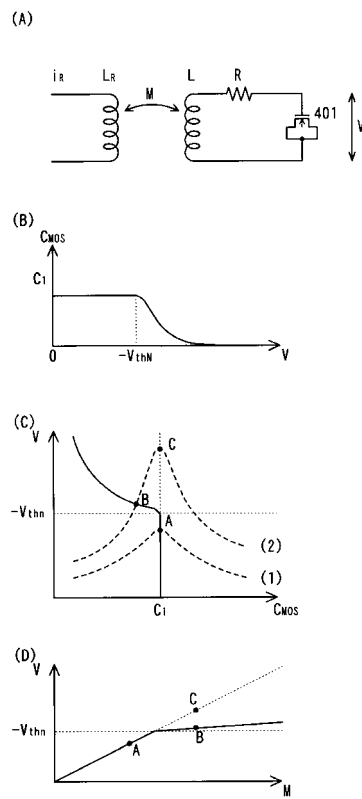 (A)
iR LR M L R 401 V
(B)
CMOS
C1
0 -VthN V
(C)
V
C
B
-Vthn
A
(2)
(1)
C1 CMOS
(D)
V
C
-Vthn
A B
M